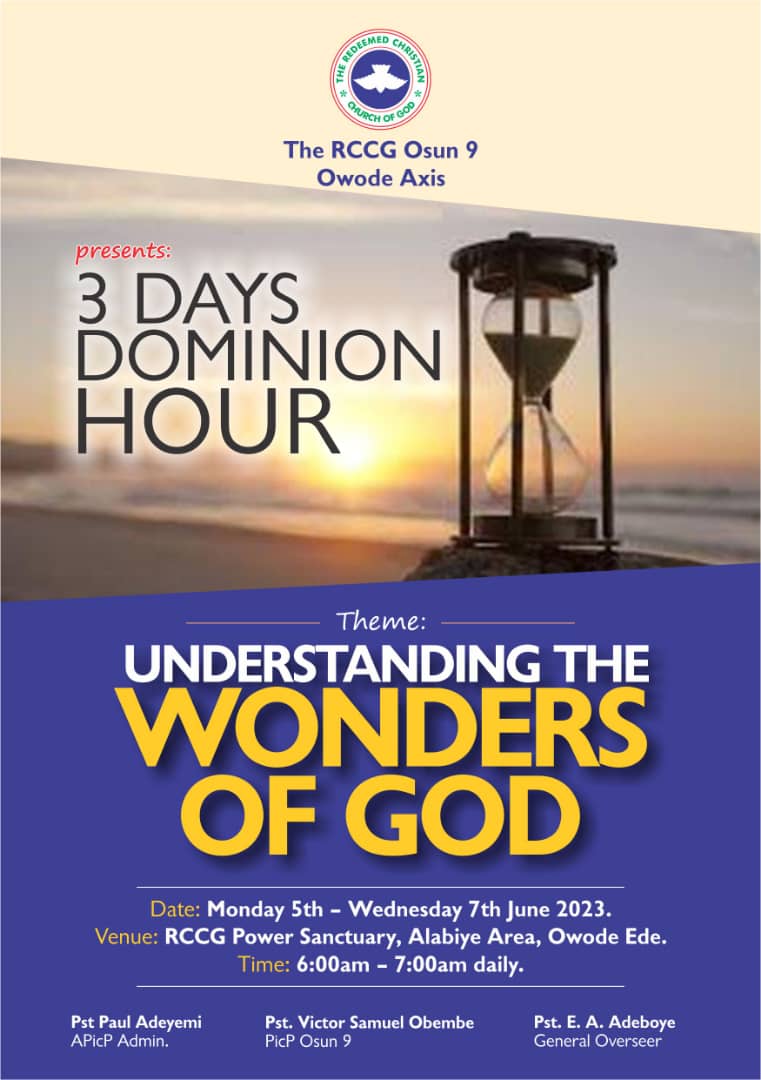 THE REDEEMED CHRISTIAN
CHURCH OF GOD
The RCCG Osun 9
Owode Axis
presents:
3 DAYS
DOMINION
HOUR
Theme:
UNDERSTANDING THE
WONDERS
OF GOD
Date: Monday 5th – Wednesday 7th June 2023.
Venue: RCCG Power Sanctuary, Alabiye Area, Owode Ede.
Time: 6:00am – 7:00am daily.
Pst Paul Adeyemi
APicP Admin.
Pst. Victor Samuel Obembe
PicP Osun 9
Pst. E. A. Adeboye
General Overseer